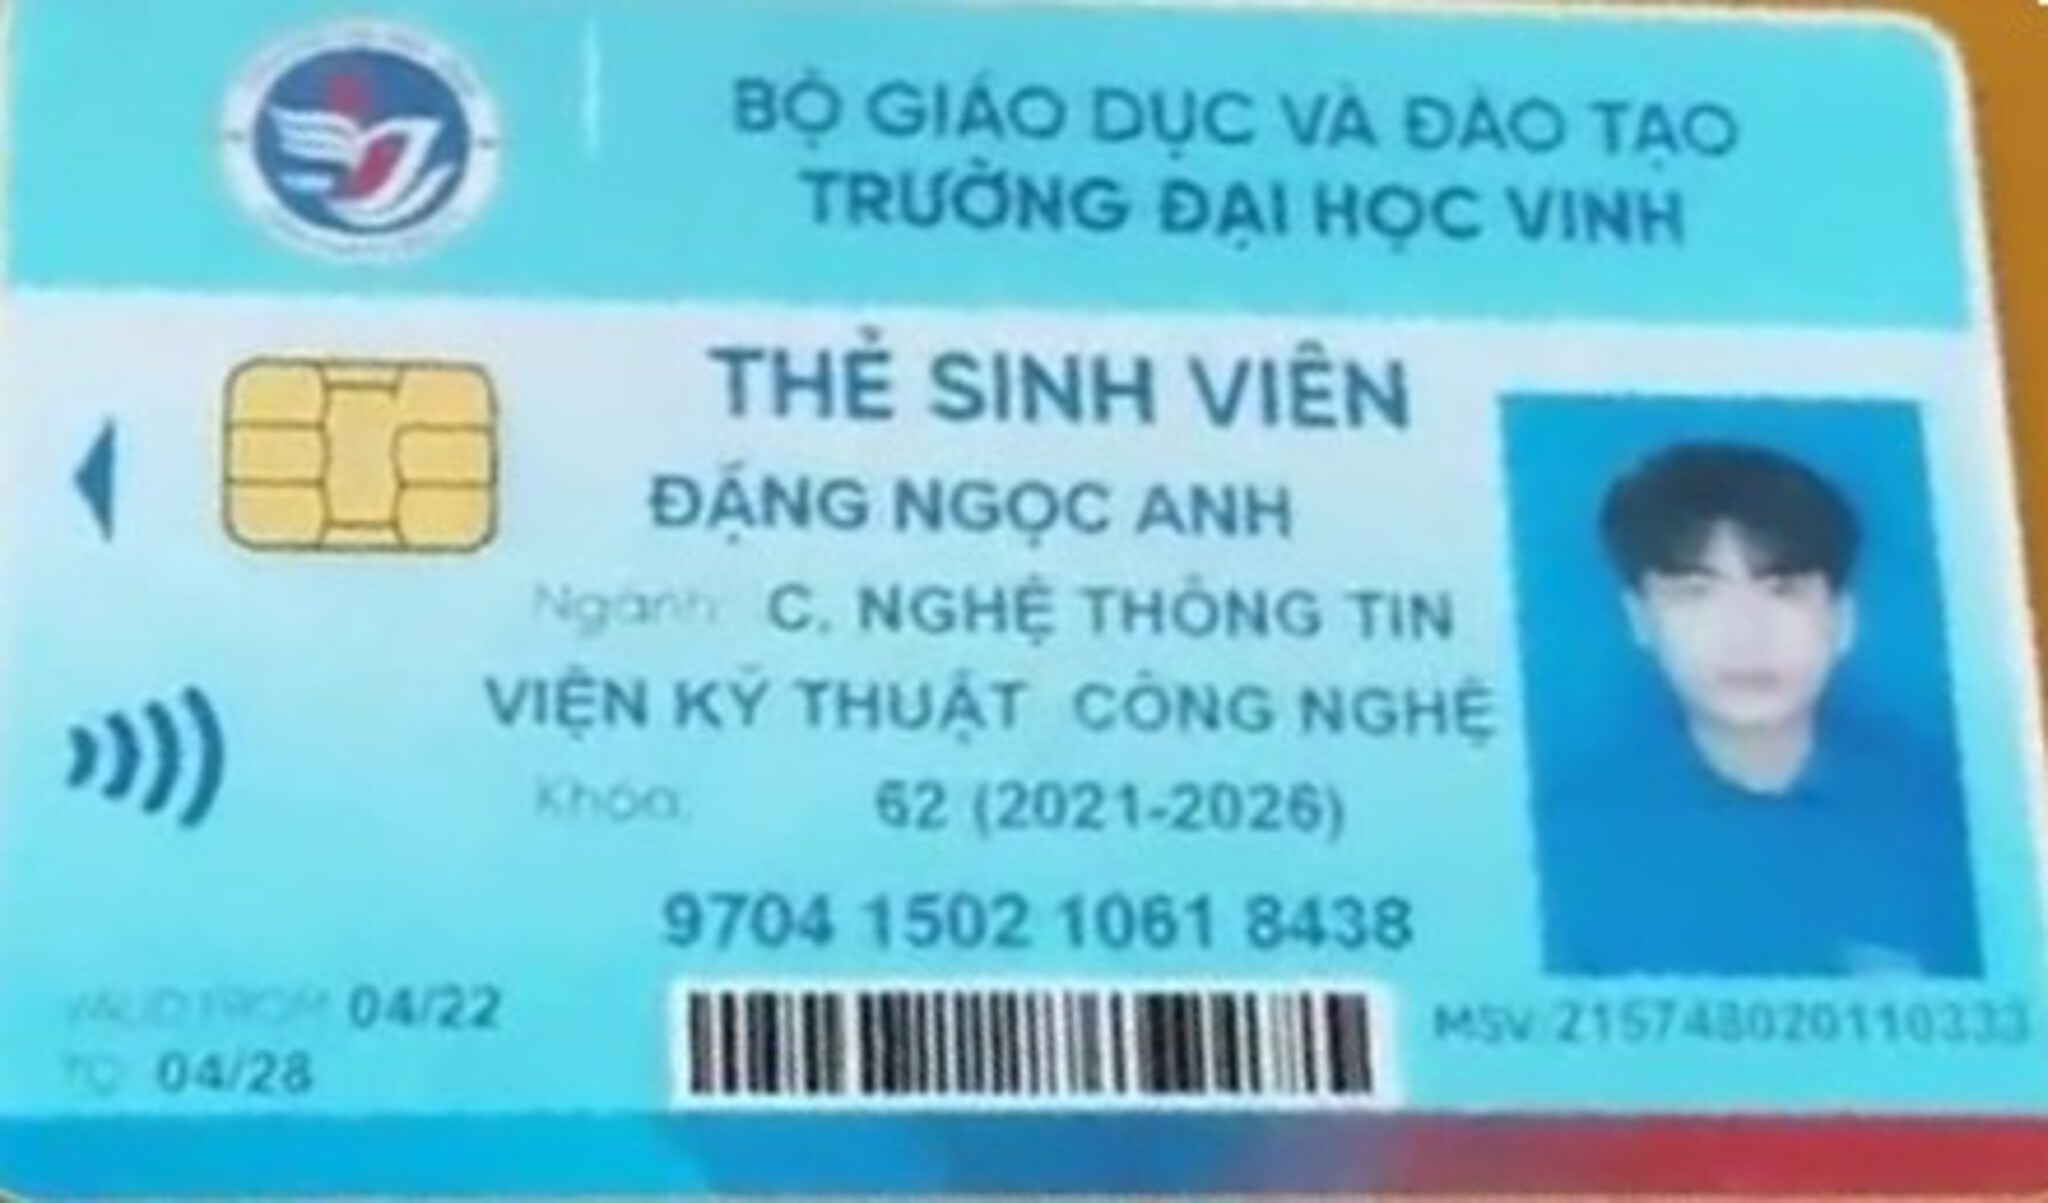 BỘ GIÁO DỤC VÀ ĐÀO TẠO
TRƯỜNG ĐẠI HỌC VINH
THẺ SINH VIÊN
ĐẶNG NGỌC ANH
Ngành: C. NGHỆ THÔNG TIN
VIỆN KỸ THUẬT CÔNG NGHỆ
Khóa: 62 (2021-2026)
9704 1502 1061 8438
VALID FROM 04/22
TO 04/28
MSV:215748020110333